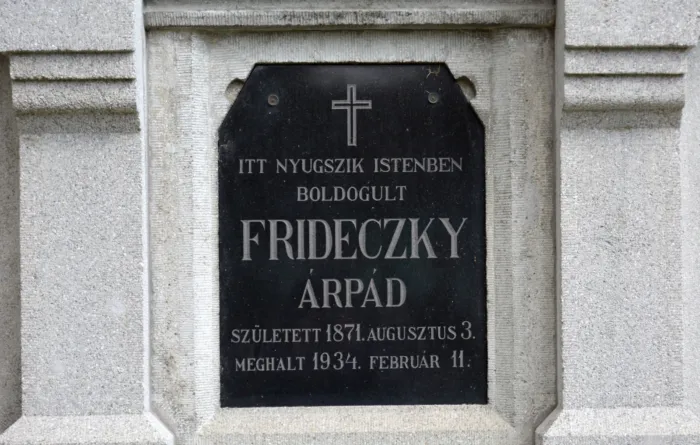 ITT NYUGSZIK ISTENBEN
BOLDOGULT
FRIDECZKY
ÁRPÁD
SZÜLETETT 1871. AUGUSZTUS 3.
MEGHALT 1934. FEBRUÁR 11.